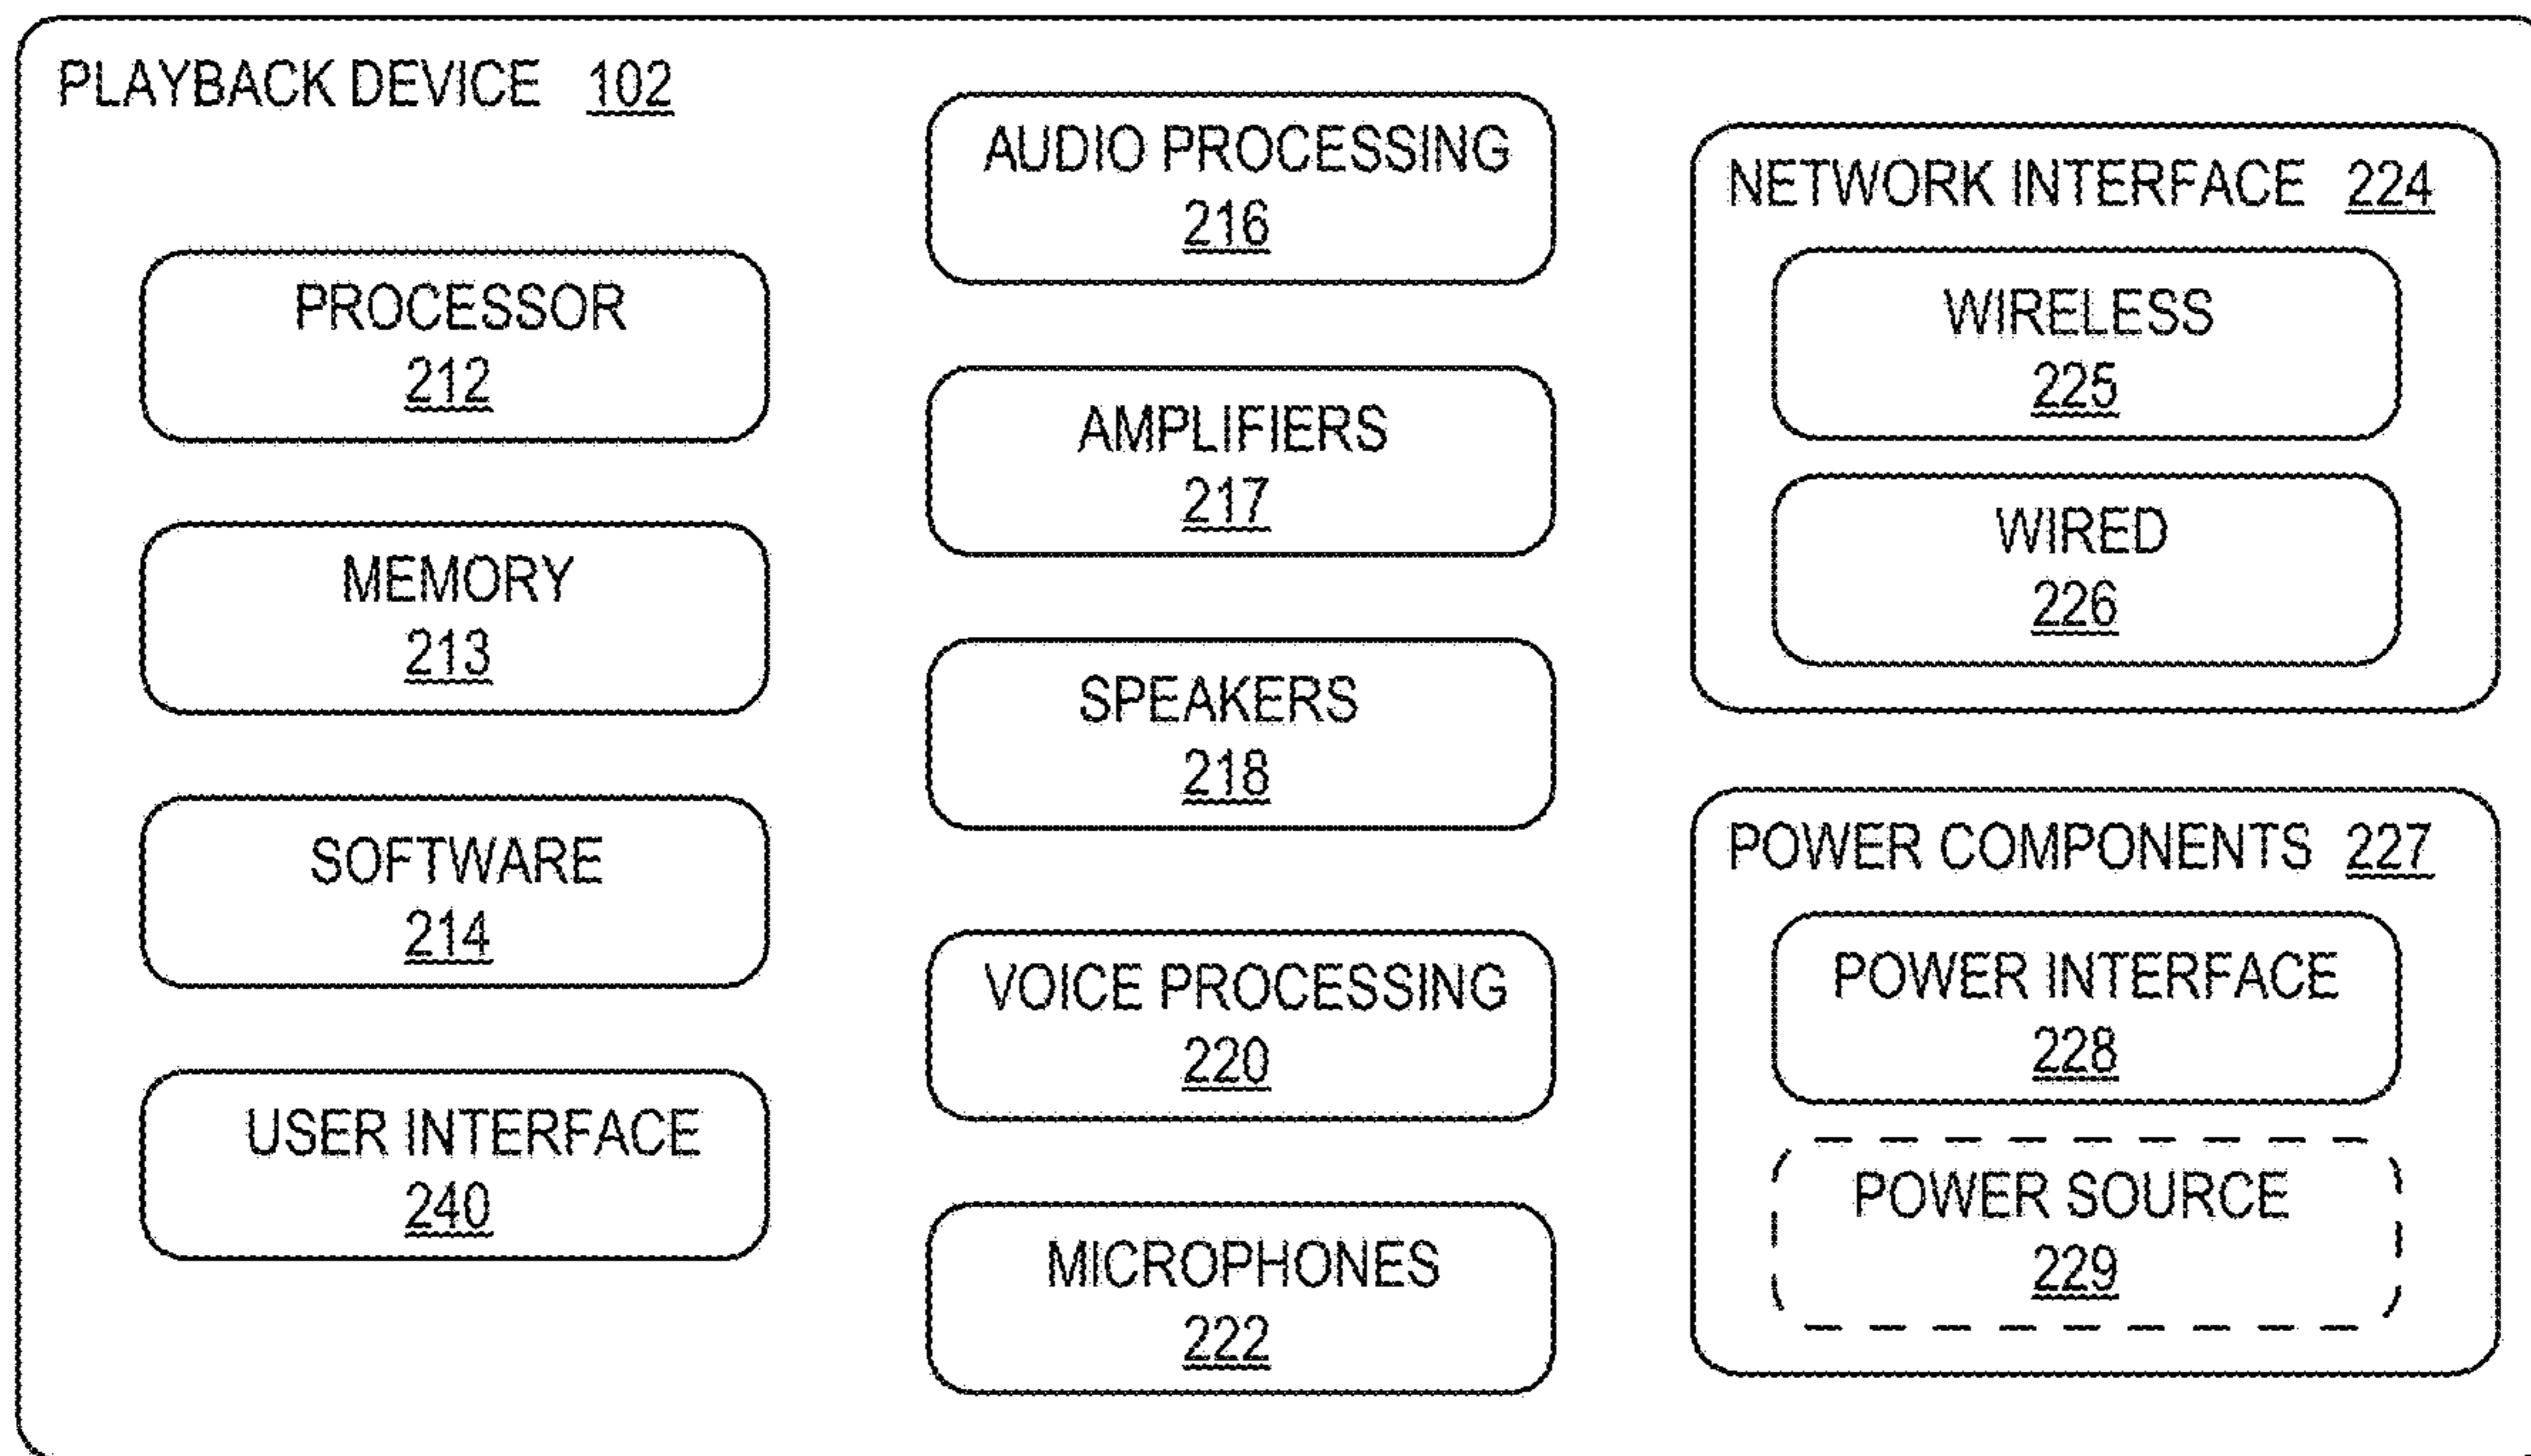 PLAYBACK DEVICE 102
PROCESSOR
212
MEMORY
213
SOFTWARE
214
USER INTERFACE
240
AUDIO PROCESSING
216
AMPLIFIERS
217
SPEAKERS
218
VOICE PROCESSING
220
MICROPHONES
222
NETWORK INTERFACE 224
WIRELESS
225
WIRED
226
POWER COMPONENTS 227
POWER INTERFACE
228
POWER SOURCE
229